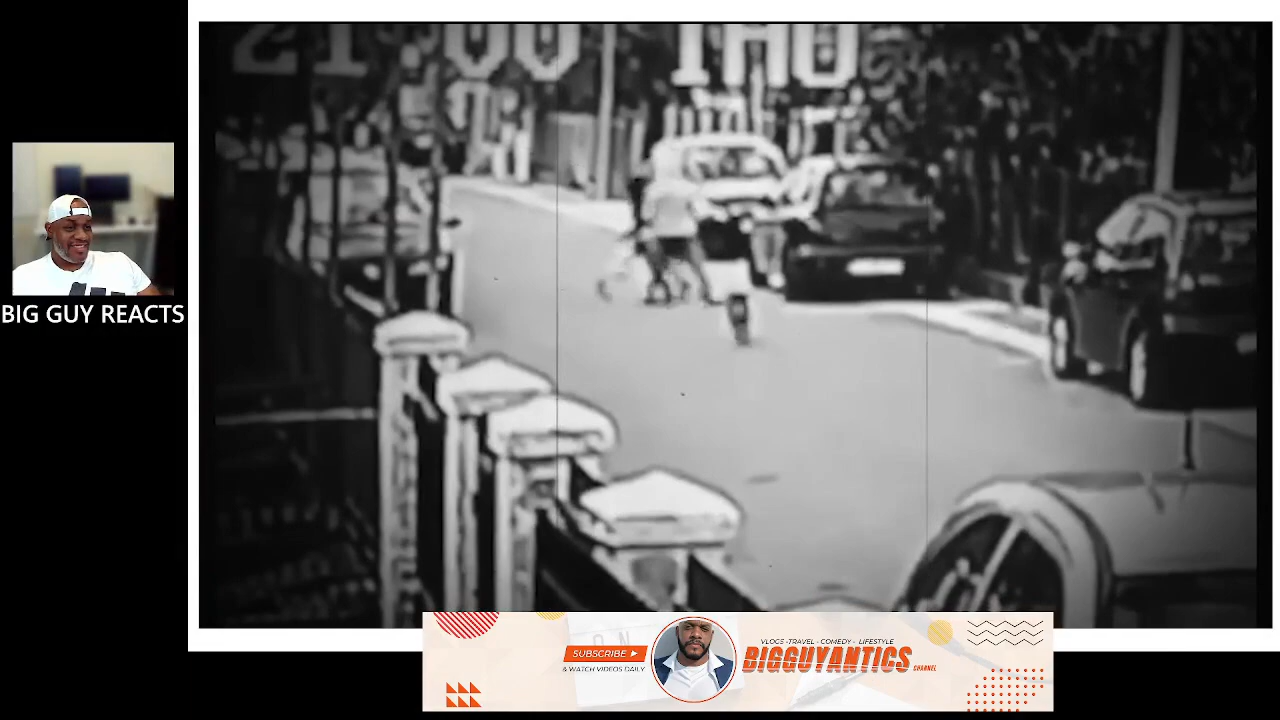 BIG GUY REACTS
SUBSCRIBE
& WATCH VIDEOS DAILY
VLOGS -TRAVEL - COMEDY - LIFESTYLE
BIGGUYANTICS
CHANNEL